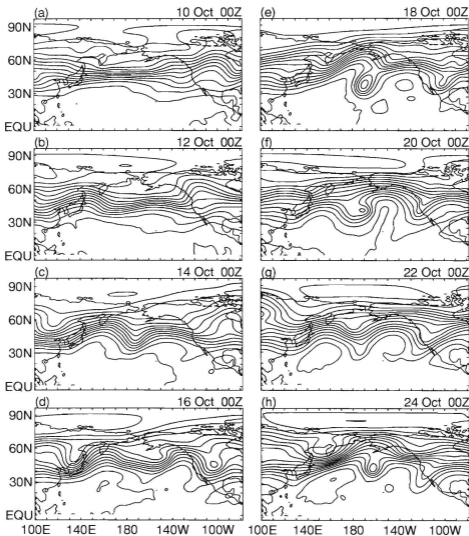 (a) 10 Oct 00Z
90N
60N
30N
EQU
(b) 12 Oct 00Z
90N
60N
30N
EQU
(c) 14 Oct 00Z
90N
60N
30N
EQU
(d) 16 Oct 00Z
90N
60N
30N
EQU
100E 140E 180 140W 100W
(e) 18 Oct 00Z
(f) 20 Oct 00Z
(g) 22 Oct 00Z
(h) 24 Oct 00Z
100E 140E 180 140W 100W